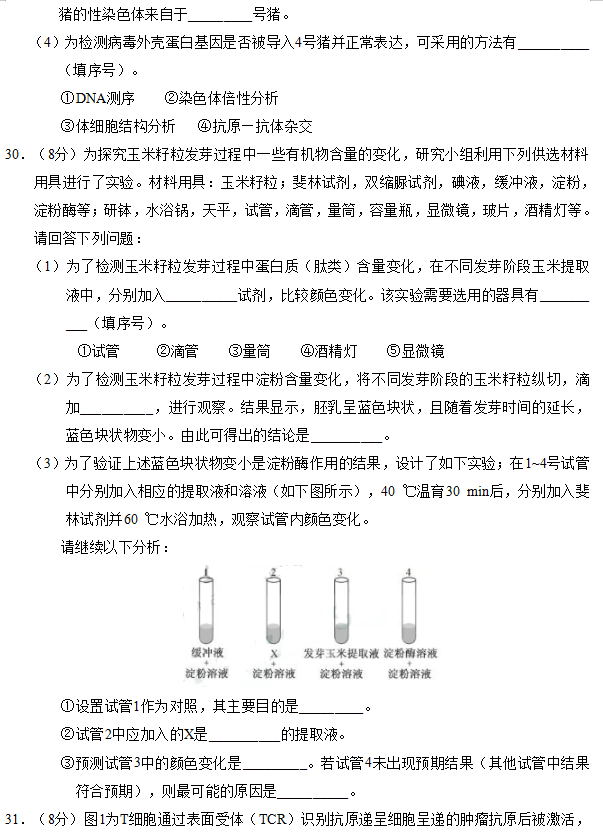 猪的性染色体来自于_________号猪。
(4)为检测病毒外壳蛋白基因是否被导入4号猪并正常表达，可采用的方法有__________
(填序号)。
①DNA测序 ②染色体倍性分析
③体细胞结构分析 ④抗原一抗体杂交
30．(8分) 为探究玉米籽粒发芽过程中一些有机物含量的变化，研究小组利用下列供选材料
用具进行了实验。材料用具：玉米籽粒；斐林试剂，双缩脲试剂，碘液，缓冲液，淀粉，
淀粉酶等；研钵，水浴锅，天平，试管，滴管，量筒，容量瓶，显微镜，玻片，酒精灯等。
请回答下列问题：
(1) 为了检测玉米籽粒发芽过程中蛋白质（肽类）含量变化，在不同发芽阶段玉米提取
液中，分别加入__________试剂，比较颜色变化。该实验需要选用的器具有_______
___(填序号)。
①试管 ②滴管 ③量筒 ④酒精灯 ⑤显微镜
(2) 为了检测玉米籽粒发芽过程中淀粉含量变化，将不同发芽阶段的玉米籽粒纵切，滴
加__________，进行观察。结果显示，胚乳呈蓝色块状，且随着发芽时间的延长，
蓝色块状物变小。由此可得出的结论是__________。
(3) 为了验证上述蓝色块状物变小是淀粉酶作用的结果，设计了如下实验；在1~4号试管
中分别加入相应的提取液和溶液（如下图所示），40 ℃温育30 min后，分别加入斐
林试剂并60 ℃水浴加热，观察试管内颜色变化。
请继续以下分析：
1 2 3 4
缓冲液 X 发芽玉米提取液 淀粉酶溶液
+ + + +
淀粉溶液 淀粉溶液 淀粉溶液 淀粉溶液
①设置试管1作为对照，其主要目的是_________。
②试管2中应加入的X是__________的提取液。
③预测试管3中的颜色变化是_________。若试管4未出现预期结果（其他试管中结果
符合预期），则最可能的原因是__________。
31．(8分) 图1为T细胞通过表面受体（TCR）识别抗原递呈细胞呈递的肿瘤抗原后被激活，